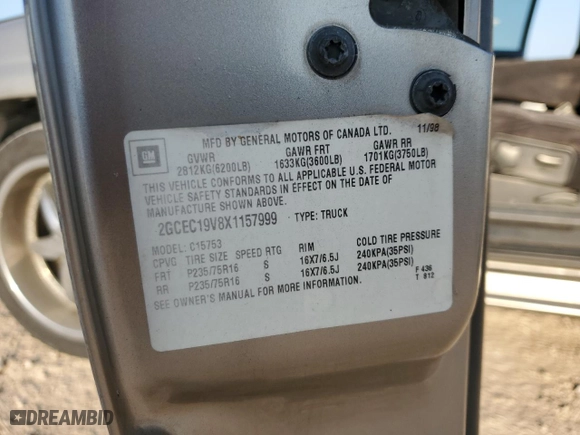 MFD BY GENERAL MOTORS OF CANADA LTD. 11/98
GM
GVWR GAWR FRT GAWR RR
2812KG(6200LB) 1633KG(3600LB) 1701KG(3750LB)
THIS VEHICLE CONFORMS TO ALL APPLICABLE U.S. FEDERAL MOTOR
VEHICLE SAFETY STANDARDS IN EFFECT ON THE DATE OF
MANUFACTURE SHOWN ABOVE.
2GCEC19V8X1157999 TYPE: TRUCK
MODEL: C15753
CPVG TIRE SIZE SPEED RTG RIM COLD TIRE PRESSURE
FRT P235/75R16 S 16X7/6.5J 240KPA(35PSI)
RR P235/75R16 S 16X7/6.5J 240KPA(35PSI)
SEE OWNER'S MANUAL FOR MORE INFORMATION.
F 436
T 812
DREAMBID